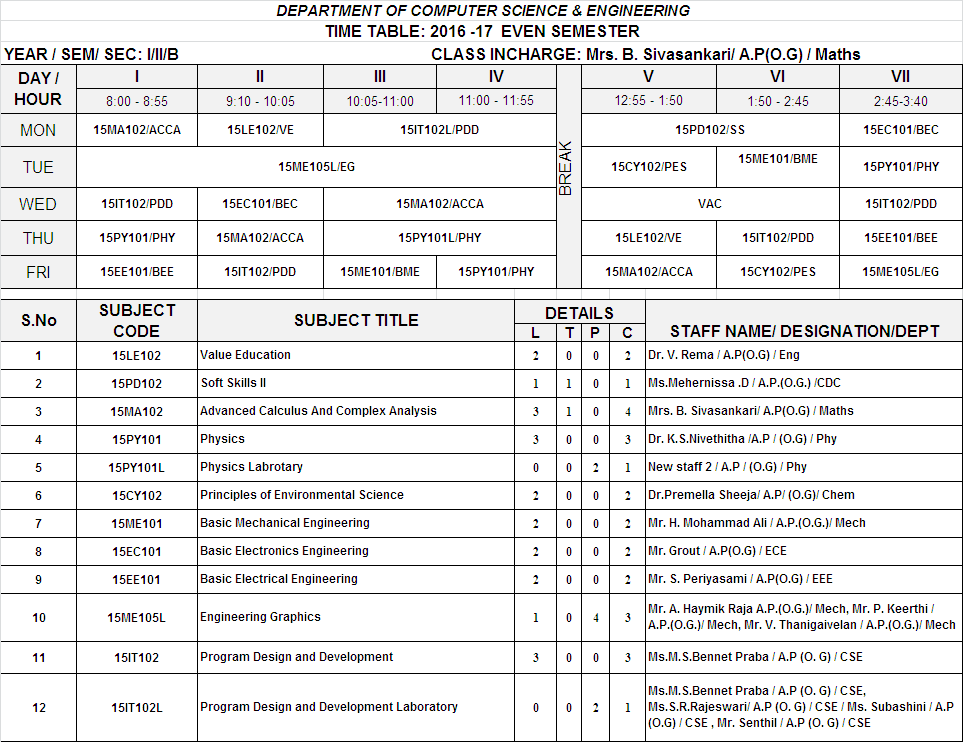 DEPARTMENT OF COMPUTER SCIENCE & ENGINEERING
TIME TABLE: 2016 -17 EVEN SEMESTER
YEAR / SEM/ SEC: I/II/B CLASS INCHARGE: Mrs. B. Sivasankari/ A.P(O.G) / Maths
DAY / HOUR I II III IV BREAK V VI VII
8:00 - 8:55 9:10 - 10:05 10:05-11:00 11:00 - 11:55 12:55 - 1:50 1:50 - 2:45 2:45-3:40
MON 15MA102/ACCA 15LE102/VE 15IT102L/PDD 15PD102/SS 15EC101/BEC
TUE 15ME105L/EG 15CY102/PES 15ME101/BME 15PY101/PHY
WED 15IT102/PDD 15EC101/BEC 15MA102/ACCA VAC 15IT102/PDD
THU 15PY101/PHY 15MA102/ACCA 15PY101L/PHY 15LE102/VE 15IT102/PDD 15EE101/BEE
FRI 15EE101/BEE 15IT102/PDD 15ME101/BME 15PY101/PHY 15MA102/ACCA 15CY102/PES 15ME105L/EG
S.No SUBJECT CODE SUBJECT TITLE DETAILS STAFF NAME/ DESIGNATION/DEPT
L T P C
1 15LE102 Value Education 2 0 0 2 Dr. V. Rema / A.P(O.G) / Eng
2 15PD102 Soft Skills II 1 1 0 1 Ms.Mehernissa .D / A.P.(O.G.) /CDC
3 15MA102 Advanced Calculus And Complex Analysis 3 1 0 4 Mrs. B. Sivasankari/ A.P(O.G) / Maths
4 15PY101 Physics 3 0 0 3 Dr. K.S.Nivethitha /A.P / (O.G) / Phy
5 15PY101L Physics Labrotary 0 0 2 1 New staff 2 / A.P / (O.G) / Phy
6 15CY102 Principles of Environmental Science 2 0 0 2 Dr.Premella Sheeja/ A.P/ (O.G)/ Chem
7 15ME101 Basic Mechanical Engineering 2 0 0 2 Mr. H. Mohammad Ali / A.P.(O.G.)/ Mech
8 15EC101 Basic Electronics Engineering 2 0 0 2 Mr. Grout / A.P(O.G) / ECE
9 15EE101 Basic Electrical Engineering 2 0 0 2 Mr. S. Periyasami / A.P(O.G) / EEE
10 15ME105L Engineering Graphics 1 0 4 3 Mr. A. Haymik Raja A.P.(O.G.)/ Mech, Mr. P. Keerthi /
A.P.(O.G.)/ Mech, Mr. V. Thanigaivelan / A.P.(O.G.)/ Mech
11 15IT102 Program Design and Development 3 0 0 3 Ms.M.S.Bennet Praba / A.P (O. G) / CSE
12 15IT102L Program Design and Development Laboratory 0 0 2 1 Ms.M.S.Bennet Praba / A.P (O. G) / CSE,
Ms.S.R.Rajeswari/ A.P (O. G) / CSE / Ms. Subashini / A.P
(O.G) / CSE , Mr. Senthil / A.P (O. G) / CSE